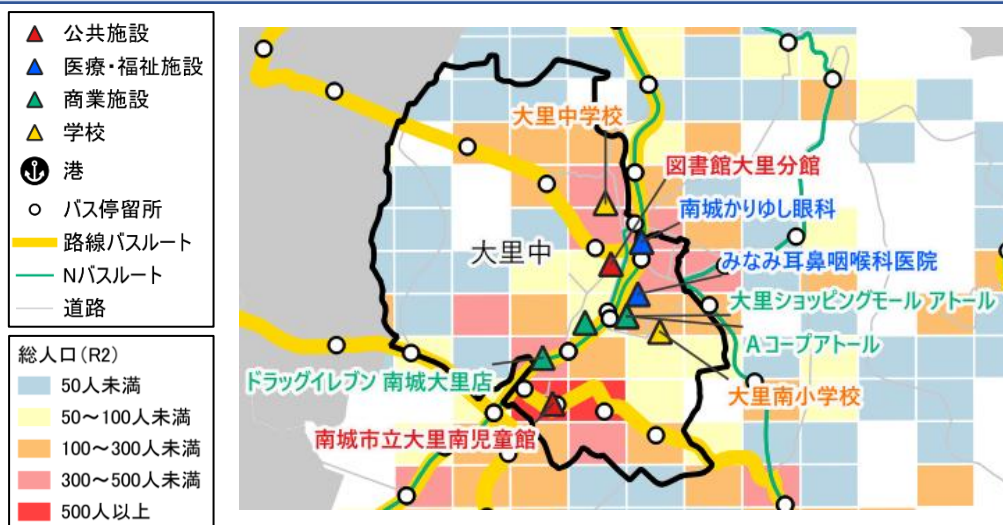 公共施設
医療・福祉施設
商業施設
学校
港
バス停留所
路線バスルート
Nバスルート
道路
総人口(R2)
50人未満
50～100人未満
100～300人未満
300～500人未満
500人以上
大里中学校
図書館大里分館
南城かりゆし眼科
大里中
みなみ耳鼻咽喉科医院
大里ショッピングモール アトール
Aコープアトール
ドラッグイレブン 南城大里店
大里南小学校
南城市立大里南児童館